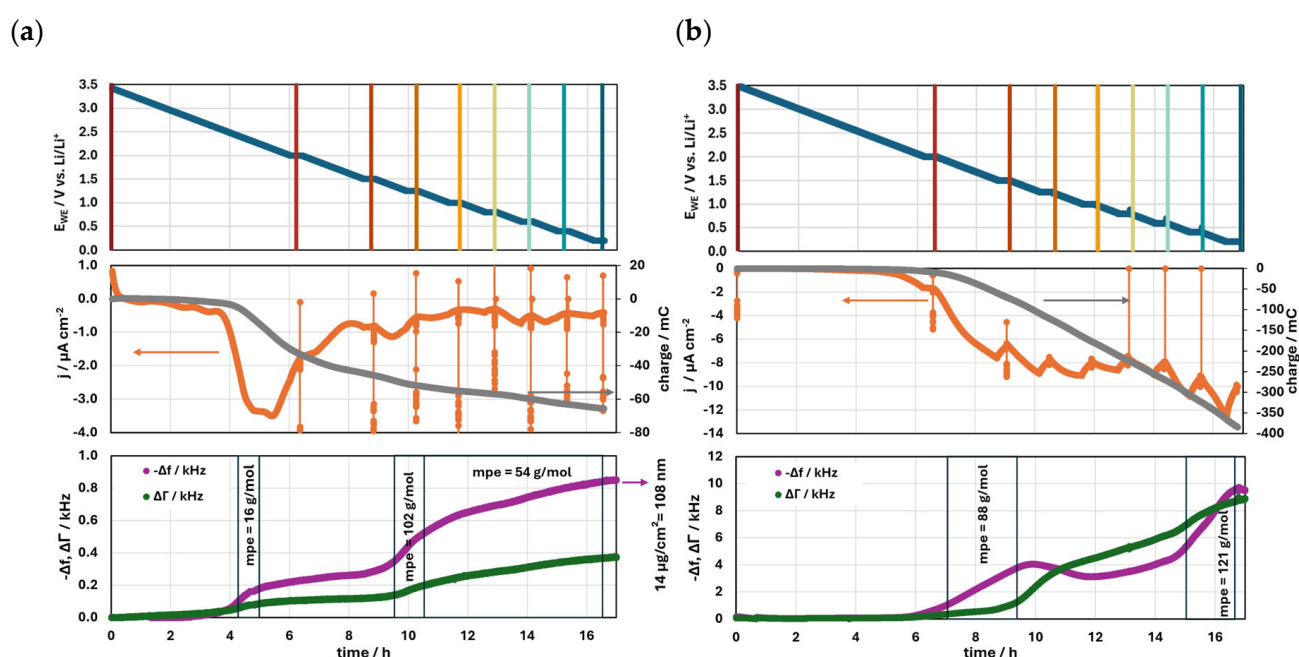 (a)
3.5
3.0
2.5
2.0
1.5
1.0
0.5
0.0
E_WE / V vs. Li/Li⁺
1.0
0.0
-1.0
-2.0
-3.0
-4.0
j / µA cm⁻²
20
0
-20
-40
-60
-80
charge / mC
1.0
0.8
0.6
0.4
0.2
0.0
-Δf, ΔΓ / kHz
-Δf / kHz
ΔΓ / kHz
mpe = 16 g/mol
mpe = 102 g/mol
mpe = 54 g/mol
14 µg/cm²= 108 nm
0 2 4 6 8 10 12 14 16
time / h
(b)
3.5
3.0
2.5
2.0
1.5
1.0
0.5
0.0
E_WE / V vs. Li/Li⁺
0
-2
-4
-6
-8
-10
-12
-14
j / µA cm⁻²
0
-50
-100
-150
-200
-250
-300
-350
-400
charge / mC
12
10
8
6
4
2
0
-Δf, ΔΓ / kHz
-Δf / kHz
ΔΓ / kHz
mpe = 88 g/mol
mpe = 121 g/mol
0 2 4 6 8 10 12 14 16
time / h